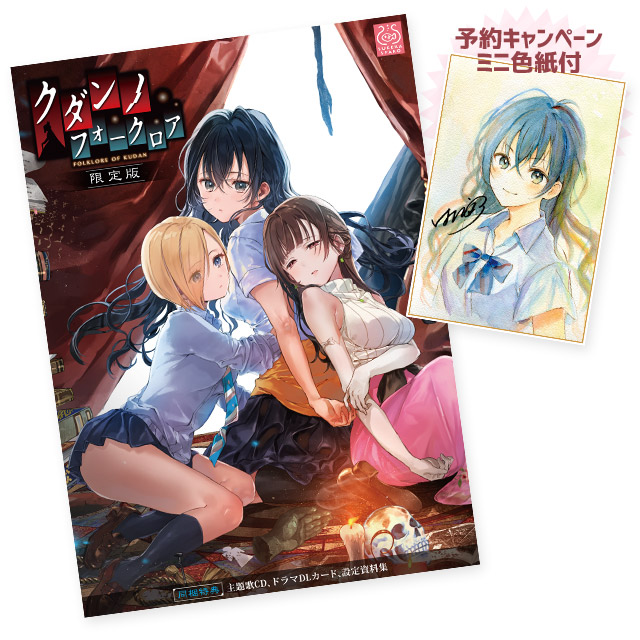 クダンノ
フォークロア
FOLKLORE OF KUDAN
限定版
SUKERA
SPARO
予約キャンペーン
ミニ色紙付
同梱特典 主題歌CD、ドラマDLカード、設定資料集